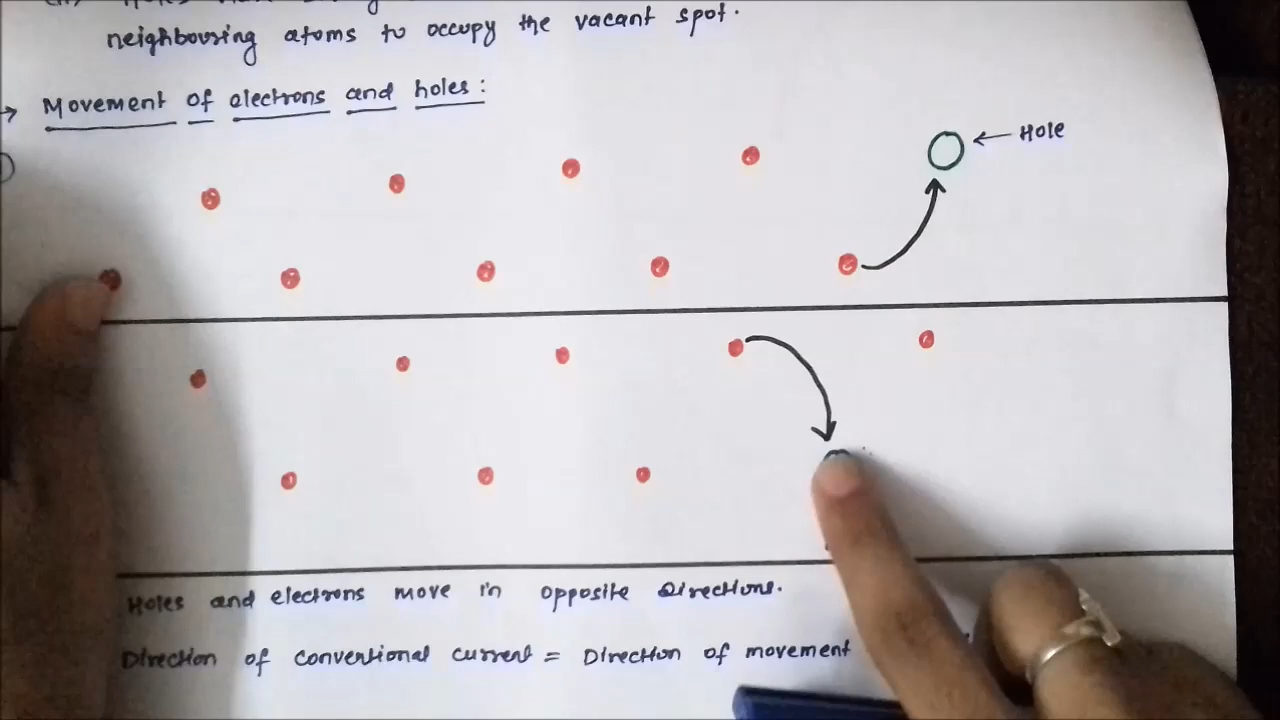 neighbouring atoms to occupy the vacant spot.
→ Movement of electrons and holes:
← Hole
Holes and electrons move in opposite Directions.
Direction of conventional current = Direction of movement